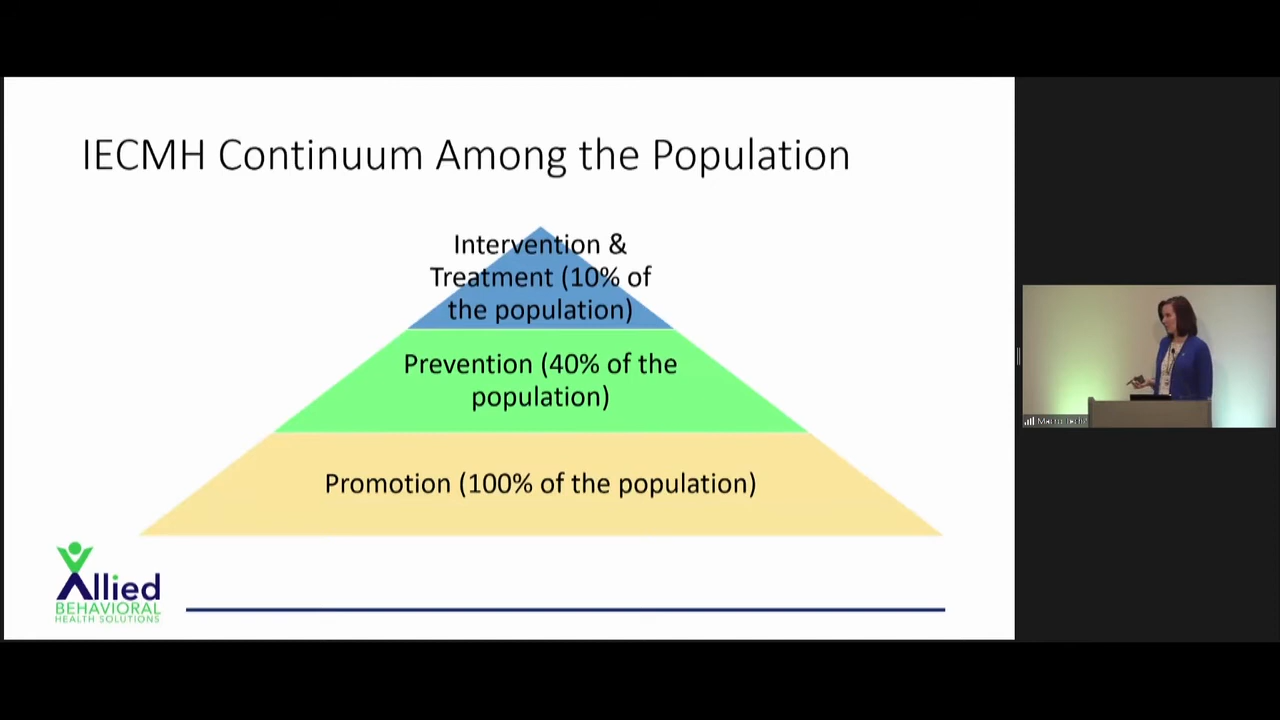 IECMH Continuum Among the Population
Intervention &
Treatment (10% of
the population)
Prevention (40% of the
population)
Promotion (100% of the population)
Allied
BEHAVIORAL
HEALTH SOLUTIONS